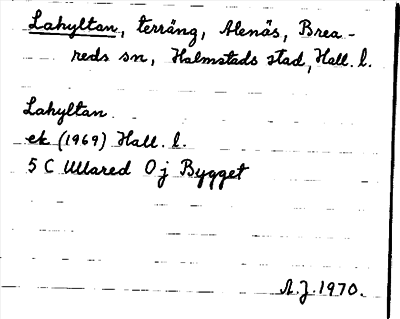 Lahyltan, terräng, Alenäs, Brea-
reds sn, Halmstads stad, Hall. l.
Lahyltan
ek (1969) Hall. l.
5 C Ullared 0 j Bygget
A.J. 1970.